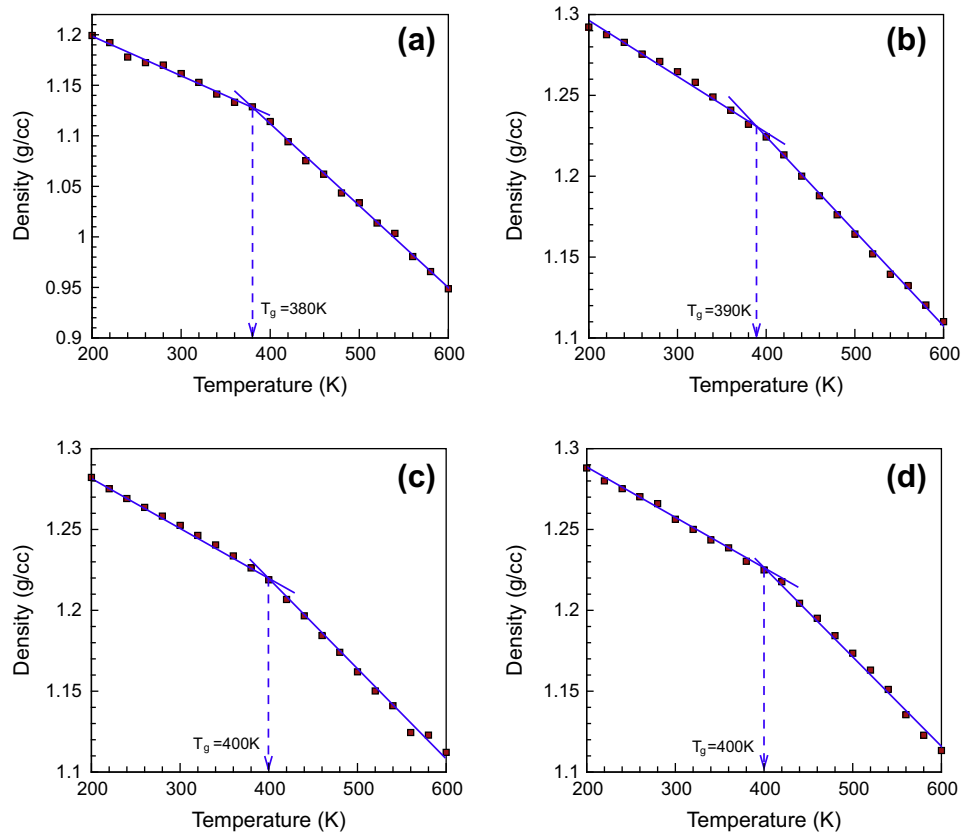 (a)
1.2
1.15
1.1
1.05
1
0.95
0.9
Density (g/cc)
T_g =380K
200 300 400 500 600
Temperature (K)
(b)
1.3
1.25
1.2
1.15
1.1
Density (g/cc)
T_g =390K
200 300 400 500 600
Temperature (K)
(c)
1.3
1.25
1.2
1.15
1.1
Density (g/cc)
T_g =400K
200 300 400 500 600
Temperature (K)
(d)
1.3
1.25
1.2
1.15
1.1
Density (g/cc)
T_g =400K
200 300 400 500 600
Temperature (K)